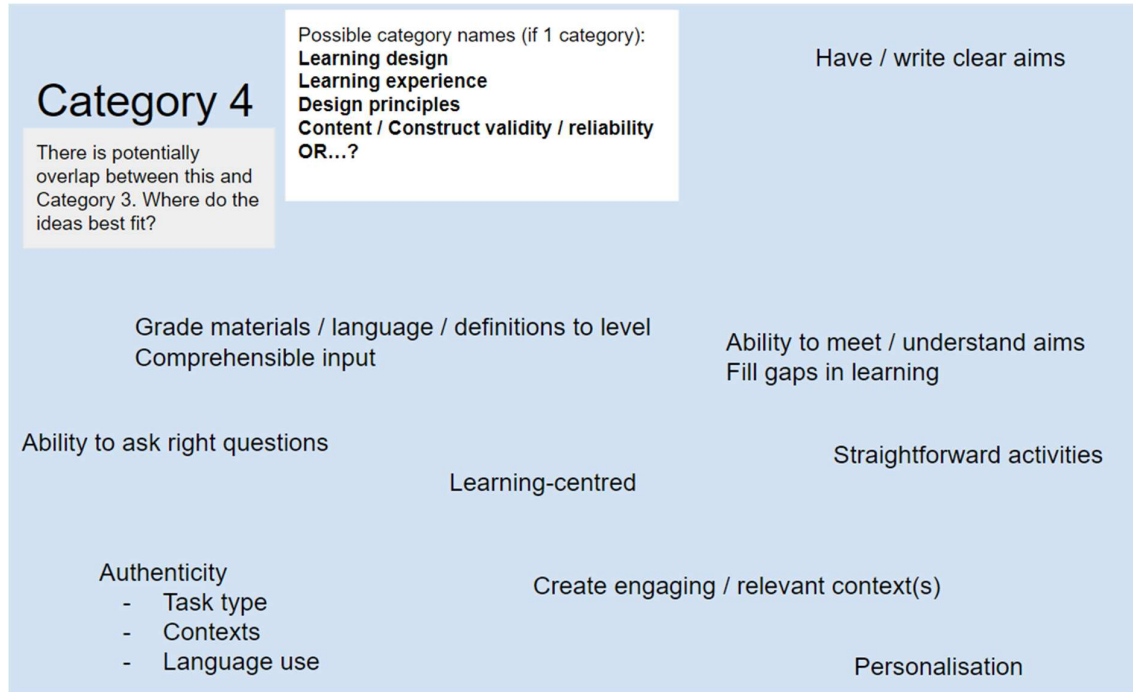 Category 4
There is potentially
overlap between this and
Category 3. Where do the
ideas best fit?
Possible category names (if 1 category):
Learning design
Learning experience
Design principles
Content / Construct validity / reliability
OR...?
Have / write clear aims
Grade materials / language / definitions to level
Comprehensible input
Ability to meet / understand aims
Fill gaps in learning
Ability to ask right questions
Learning-centred
Straightforward activities
Authenticity
- Task type
- Contexts
- Language use
Create engaging / relevant context(s)
Personalisation